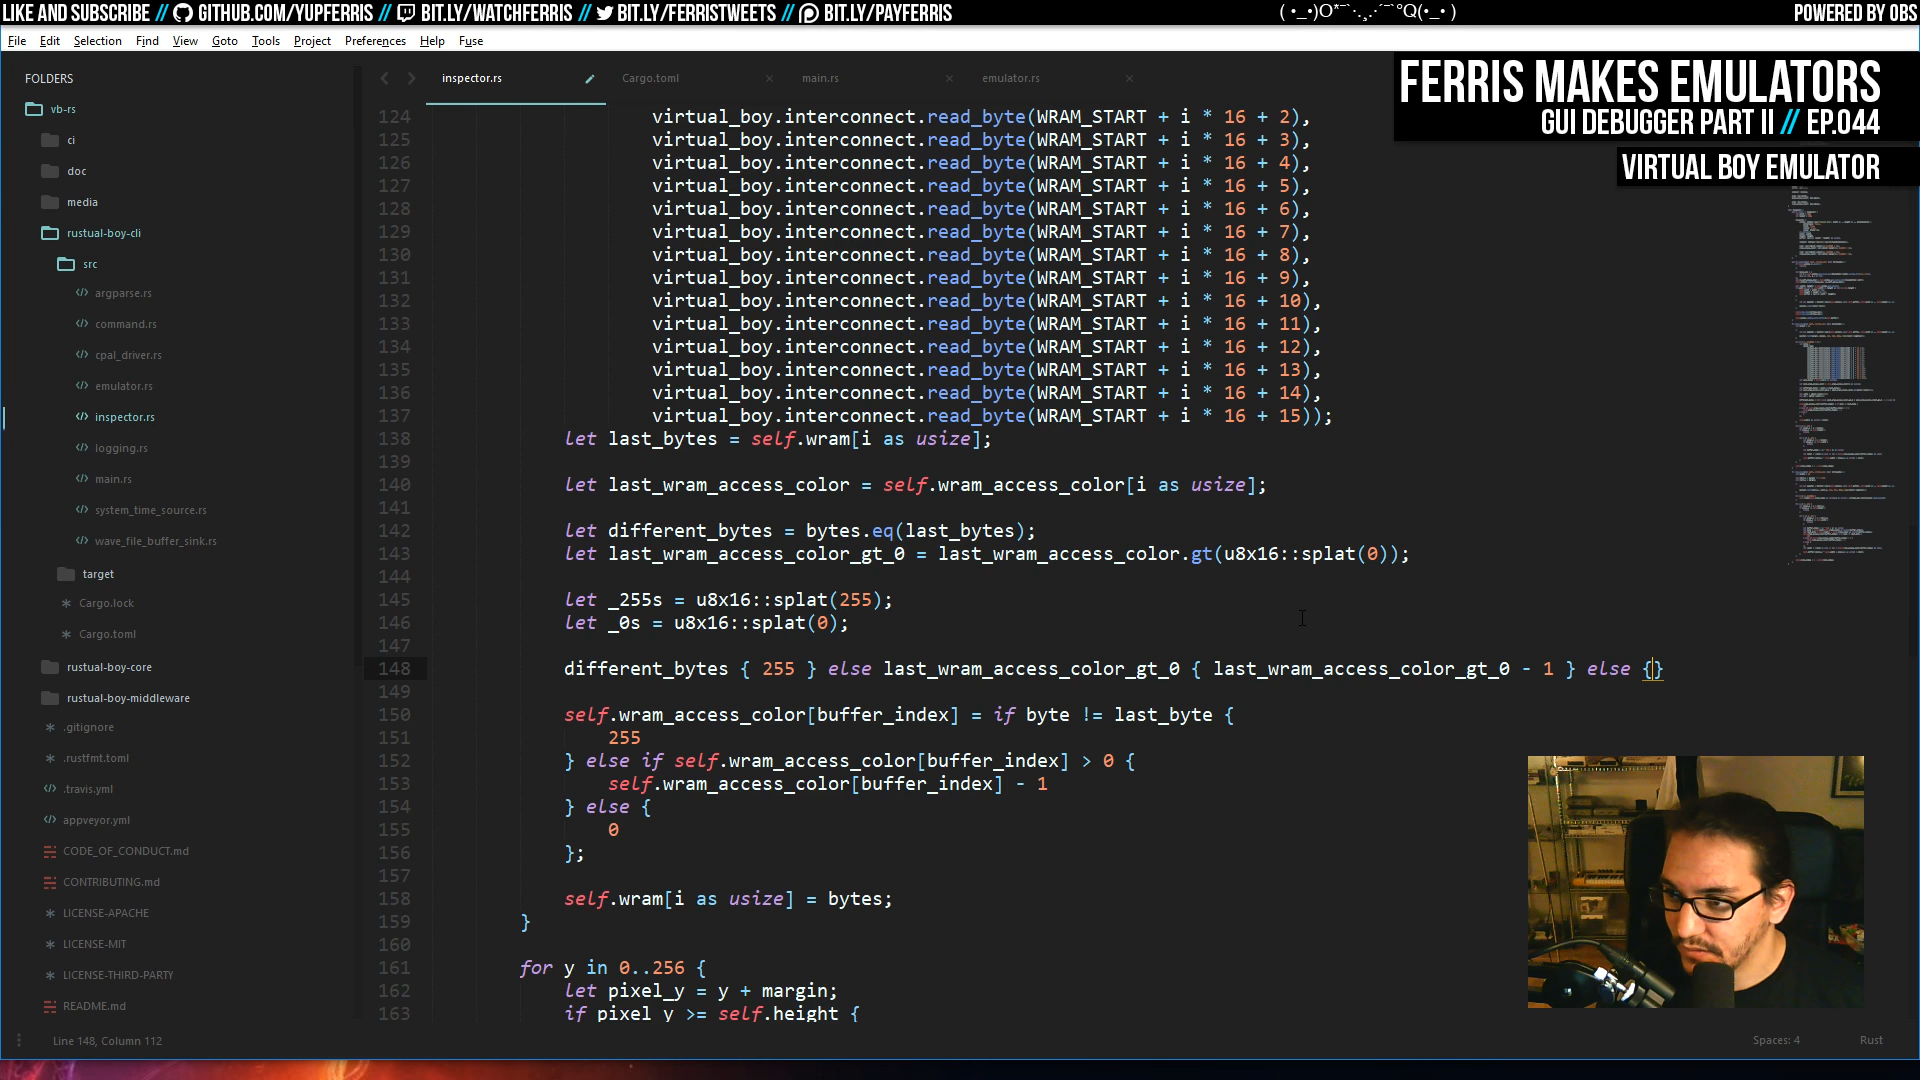 LIKE AND SUBSCRIBE // GITHUB.COM/YUPFERRIS // BIT.LY/WATCHFERRIS // BIT.LY/FERRISTWEETS // BIT.LY/PAYFERRIS
( •_•)O*¯`·.¸.·´¯`°Q(•_• )
POWERED BY OBS
File Edit Selection Find View Goto Tools Project Preferences Help Fuse
FOLDERS
vb-rs
ci
doc
media
rustual-boy-cli
src
argparse.rs
command.rs
cpal_driver.rs
emulator.rs
inspector.rs
logging.rs
main.rs
system_time_source.rs
wave_file_buffer_sink.rs
target
Cargo.lock
Cargo.toml
rustual-boy-core
rustual-boy-middleware
.gitignore
.rustfmt.toml
.travis.yml
appveyor.yml
CODE_OF_CONDUCT.md
CONTRIBUTING.md
LICENSE-APACHE
LICENSE-MIT
LICENSE-THIRD-PARTY
README.md
inspector.rs Cargo.toml main.rs emulator.rs
FERRIS MAKES EMULATORS
GUI DEBUGGER PART II // EP.044
VIRTUAL BOY EMULATOR
124 virtual_boy.interconnect.read_byte(WRAM_START + i * 16 + 2),
125 virtual_boy.interconnect.read_byte(WRAM_START + i * 16 + 3),
126 virtual_boy.interconnect.read_byte(WRAM_START + i * 16 + 4),
127 virtual_boy.interconnect.read_byte(WRAM_START + i * 16 + 5),
128 virtual_boy.interconnect.read_byte(WRAM_START + i * 16 + 6),
129 virtual_boy.interconnect.read_byte(WRAM_START + i * 16 + 7),
130 virtual_boy.interconnect.read_byte(WRAM_START + i * 16 + 8),
131 virtual_boy.interconnect.read_byte(WRAM_START + i * 16 + 9),
132 virtual_boy.interconnect.read_byte(WRAM_START + i * 16 + 10),
133 virtual_boy.interconnect.read_byte(WRAM_START + i * 16 + 11),
134 virtual_boy.interconnect.read_byte(WRAM_START + i * 16 + 12),
135 virtual_boy.interconnect.read_byte(WRAM_START + i * 16 + 13),
136 virtual_boy.interconnect.read_byte(WRAM_START + i * 16 + 14),
137 virtual_boy.interconnect.read_byte(WRAM_START + i * 16 + 15));
138 let last_bytes = self.wram[i as usize];
139
140 let last_wram_access_color = self.wram_access_color[i as usize];
141
142 let different_bytes = bytes.eq(last_bytes);
143 let last_wram_access_color_gt_0 = last_wram_access_color.gt(u8x16::splat(0));
144
145 let _255s = u8x16::splat(255);
146 let _0s = u8x16::splat(0);
147
148 different_bytes { 255 } else last_wram_access_color_gt_0 { last_wram_access_color_gt_0 - 1 } else {}
149
150 self.wram_access_color[buffer_index] = if byte != last_byte {
151 255
152 } else if self.wram_access_color[buffer_index] > 0 {
153 self.wram_access_color[buffer_index] - 1
154 } else {
155 0
156 };
157
158 self.wram[i as usize] = bytes;
159 }
160
161 for y in 0..256 {
162 let pixel_y = y + margin;
163 if pixel_y >= self.height {
Line 148, Column 112
Spaces: 4
Rust